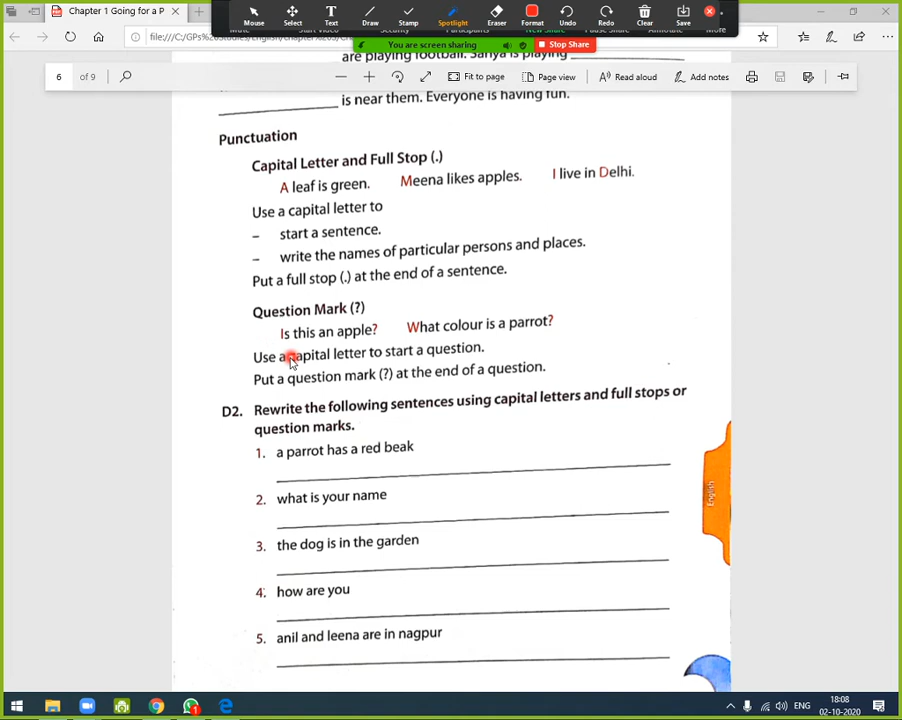 Chapter 1 Going for a P
Mouse Select Text Draw Stamp Spotlight Eraser Format Undo Redo Clear Save
You are screen sharing Stop Share
file:///C:/GPs%20Studies/English/chapter%203/Ch
6 of 9 Fit to page Page view Read aloud Add notes
are playing football. Sanya is playing
is near them. Everyone is having fun.
Punctuation
Capital Letter and Full Stop (.)
A leaf is green. Meena likes apples. I live in Delhi.
Use a capital letter to
– start a sentence.
– write the names of particular persons and places.
Put a full stop (.) at the end of a sentence.
Question Mark (?)
Is this an apple? What colour is a parrot?
Use a capital letter to start a question.
Put a question mark (?) at the end of a question.
D2. Rewrite the following sentences using capital letters and full stops or
question marks.
1. a parrot has a red beak
2. what is your name
3. the dog is in the garden
4. how are you
5. anil and leena are in nagpur
English
ENG
18:08
02-10-2020